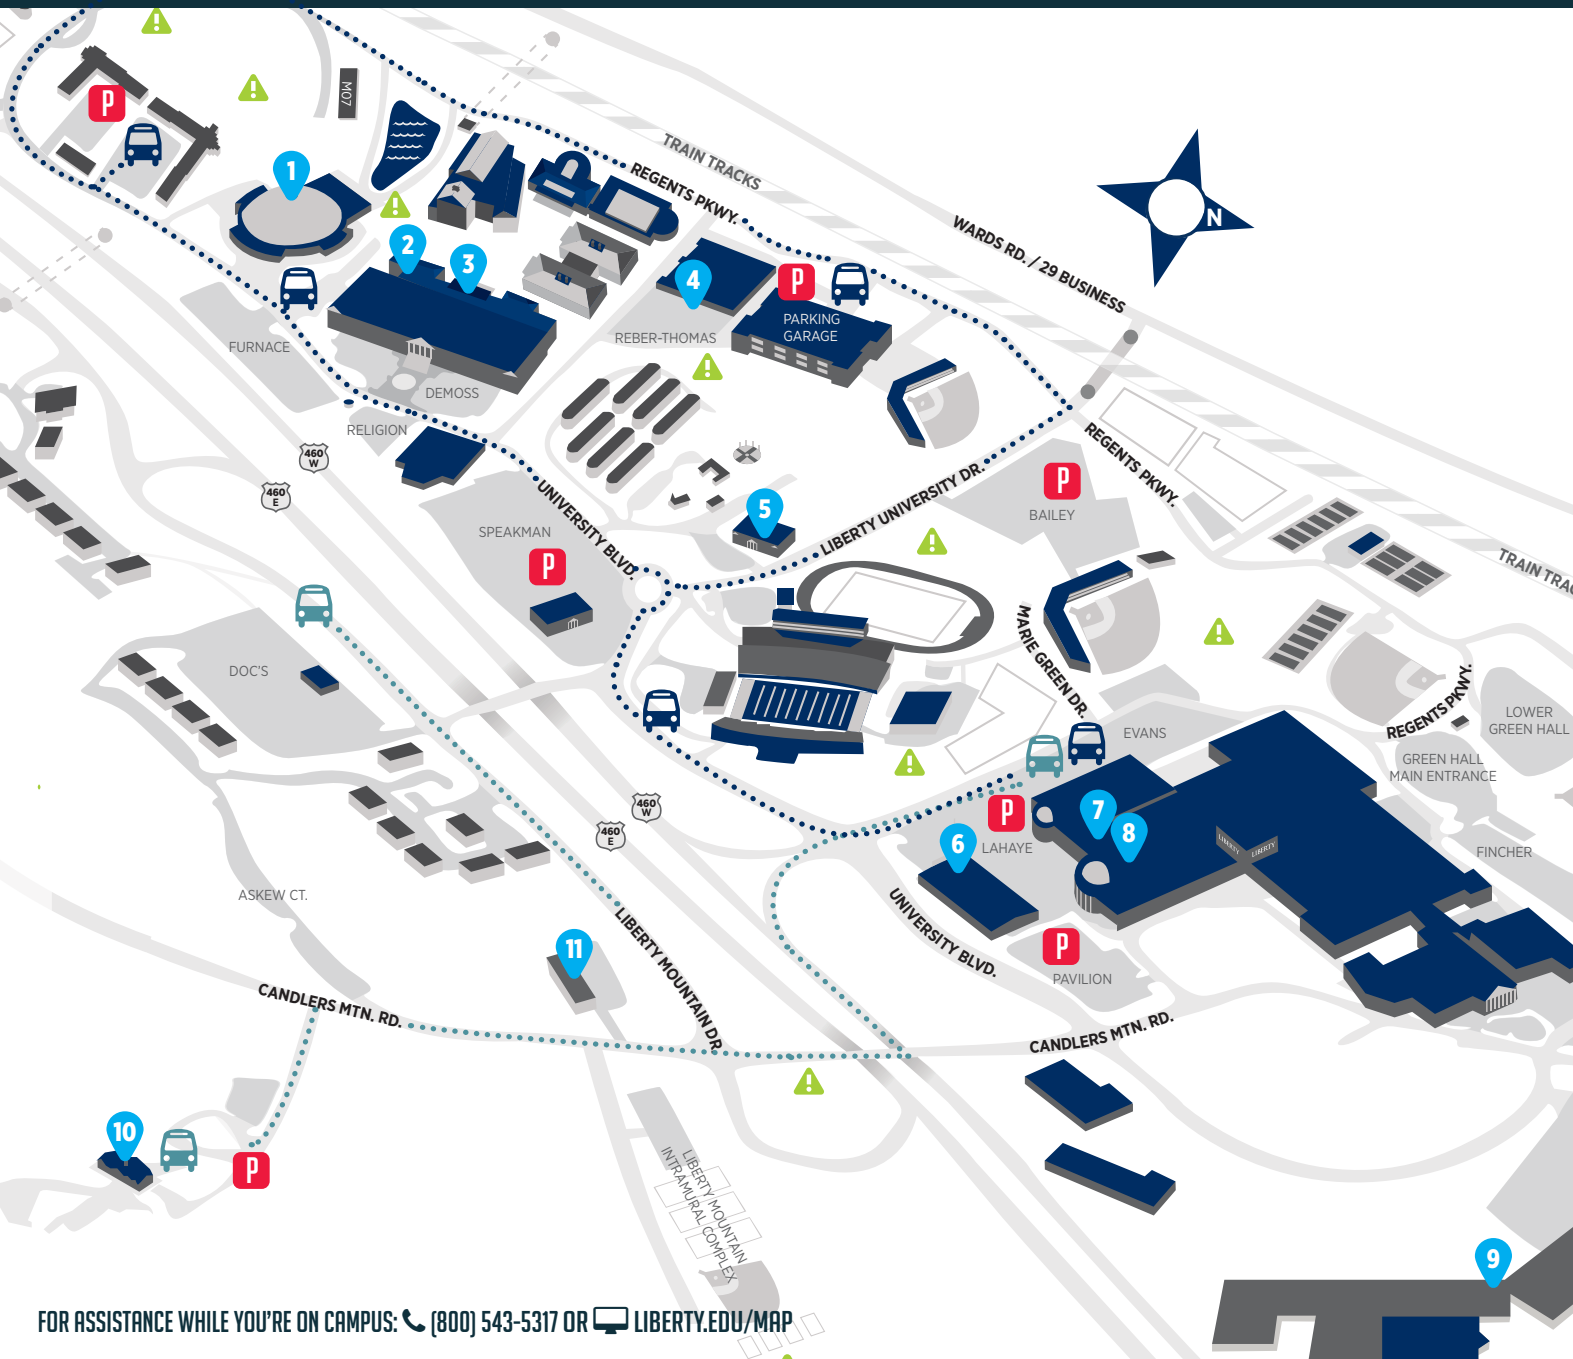 P
M07
1
TRAIN TRACKS
REGENTS PKWY.
N
WARDS RD. / 29 BUSINESS
2
3
4
P
PARKING
GARAGE
REBER-THOMAS
FURNACE
DEMOSS
RELIGION
460
W
460
E
REGENTS PKWY.
P
BAILEY
LIBERTY UNIVERSITY DR.
5
UNIVERSITY BLVD.
SPEAKMAN
P
TRAIN TRAC
MARIE GREEN DR.
DOC'S
REGENTS PKWY.
LOWER
GREEN HALL
EVANS
GREEN HALL
MAIN ENTRANCE
460
W
460
E
P
LAHAYE
6
7
8
LIBERTY
LIBERTY
FINCHER
ASKEW CT.
UNIVERSITY BLVD.
LIBERTY MOUNTAIN DR.
11
P
PAVILION
CANDLERS MTN. RD.
CANDLERS MTN. RD.
10
P
LIBERTY MOUNTAIN
INTRAMURAL COMPLEX
9
FOR ASSISTANCE WHILE YOU'RE ON CAMPUS: (800) 543-5317 OR LIBERTY.EDU/MAP